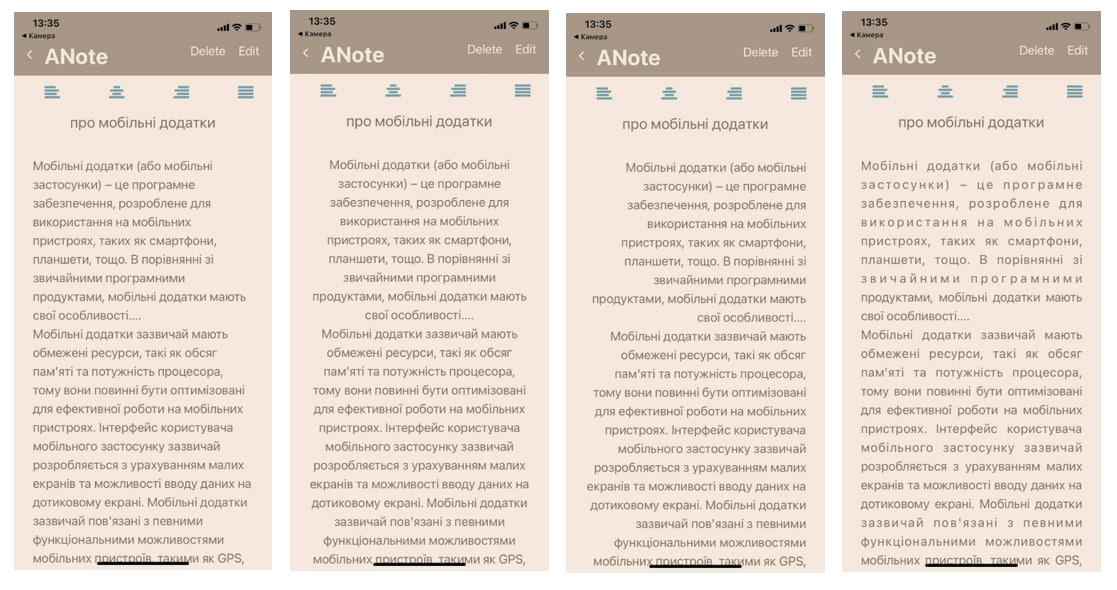 13:35
◀ Камера
ANote
Delete Edit
про мобільні додатки
Мобільні додатки (або мобільні
застосунки) – це програмне
забезпечення, розроблене для
використання на мобільних
пристроях, таких як смартфони,
планшети, тощо. В порівнянні зі
звичайними програмними
продуктами, мобільні додатки мають
свої особливості....
Мобільні додатки зазвичай мають
обмежені ресурси, такі як обсяг
пам'яті та потужність процесора,
тому вони повинні бути оптимізовані
для ефективної роботи на мобільних
пристроях. Інтерфейс користувача
мобільного застосунку зазвичай
розробляється з урахуванням малих
екранів та можливості вводу даних на
дотиковому екрані. Мобільні додатки
зазвичай пов'язані з певними
функціональними можливостями
мобільних пристроїв, такими як GPS,
13:35
◀ Камера
ANote
Delete Edit
про мобільні додатки
Мобільні додатки (або мобільні
застосунки) – це програмне
забезпечення, розроблене для
використання на мобільних
пристроях, таких як смартфони,
планшети, тощо. В порівнянні зі
звичайними програмними
продуктами, мобільні додатки мають
свої особливості....
Мобільні додатки зазвичай мають
обмежені ресурси, такі як обсяг
пам'яті та потужність процесора,
тому вони повинні бути оптимізовані
для ефективної роботи на мобільних
пристроях. Інтерфейс користувача
мобільного застосунку зазвичай
розробляється з урахуванням малих
екранів та можливості вводу даних на
дотиковому екрані. Мобільні додатки
зазвичай пов'язані з певними
функціональними можливостями
мобільних пристроїв, такими як GPS,
13:35
◀ Камера
ANote
Delete Edit
про мобільні додатки
Мобільні додатки (або мобільні
застосунки) – це програмне
забезпечення, розроблене для
використання на мобільних
пристроях, таких як смартфони,
планшети, тощо. В порівнянні зі
звичайними програмними
продуктами, мобільні додатки мають
свої особливості....
Мобільні додатки зазвичай мають
обмежені ресурси, такі як обсяг
пам'яті та потужність процесора,
тому вони повинні бути оптимізовані
для ефективної роботи на мобільних
пристроях. Інтерфейс користувача
мобільного застосунку зазвичай
розробляється з урахуванням малих
екранів та можливості вводу даних на
дотиковому екрані. Мобільні додатки
зазвичай пов'язані з певними
функціональними можливостями
мобільних пристроїв, такими як GPS,
13:35
◀ Камера
ANote
Delete Edit
про мобільні додатки
Мобільні додатки (або мобільні
застосунки) – це програмне
забезпечення, розроблене для
використання на мобільних
пристроях, таких як смартфони,
планшети, тощо. В порівнянні зі
звичайними програмними
продуктами, мобільні додатки мають
свої особливості....
Мобільні додатки зазвичай мають
обмежені ресурси, такі як обсяг
пам'яті та потужність процесора,
тому вони повинні бути оптимізовані
для ефективної роботи на мобільних
пристроях. Інтерфейс користувача
мобільного застосунку зазвичай
розробляється з урахуванням малих
екранів та можливості вводу даних на
дотиковому екрані. Мобільні додатки
зазвичай пов'язані з певними
функціональними можливостями
мобільних пристроїв, такими як GPS,